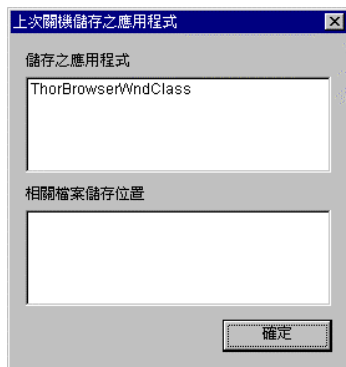 上次關機儲存之應用程式
儲存之應用程式
ThorBrowserWndClass
相關檔案儲存位置
確定